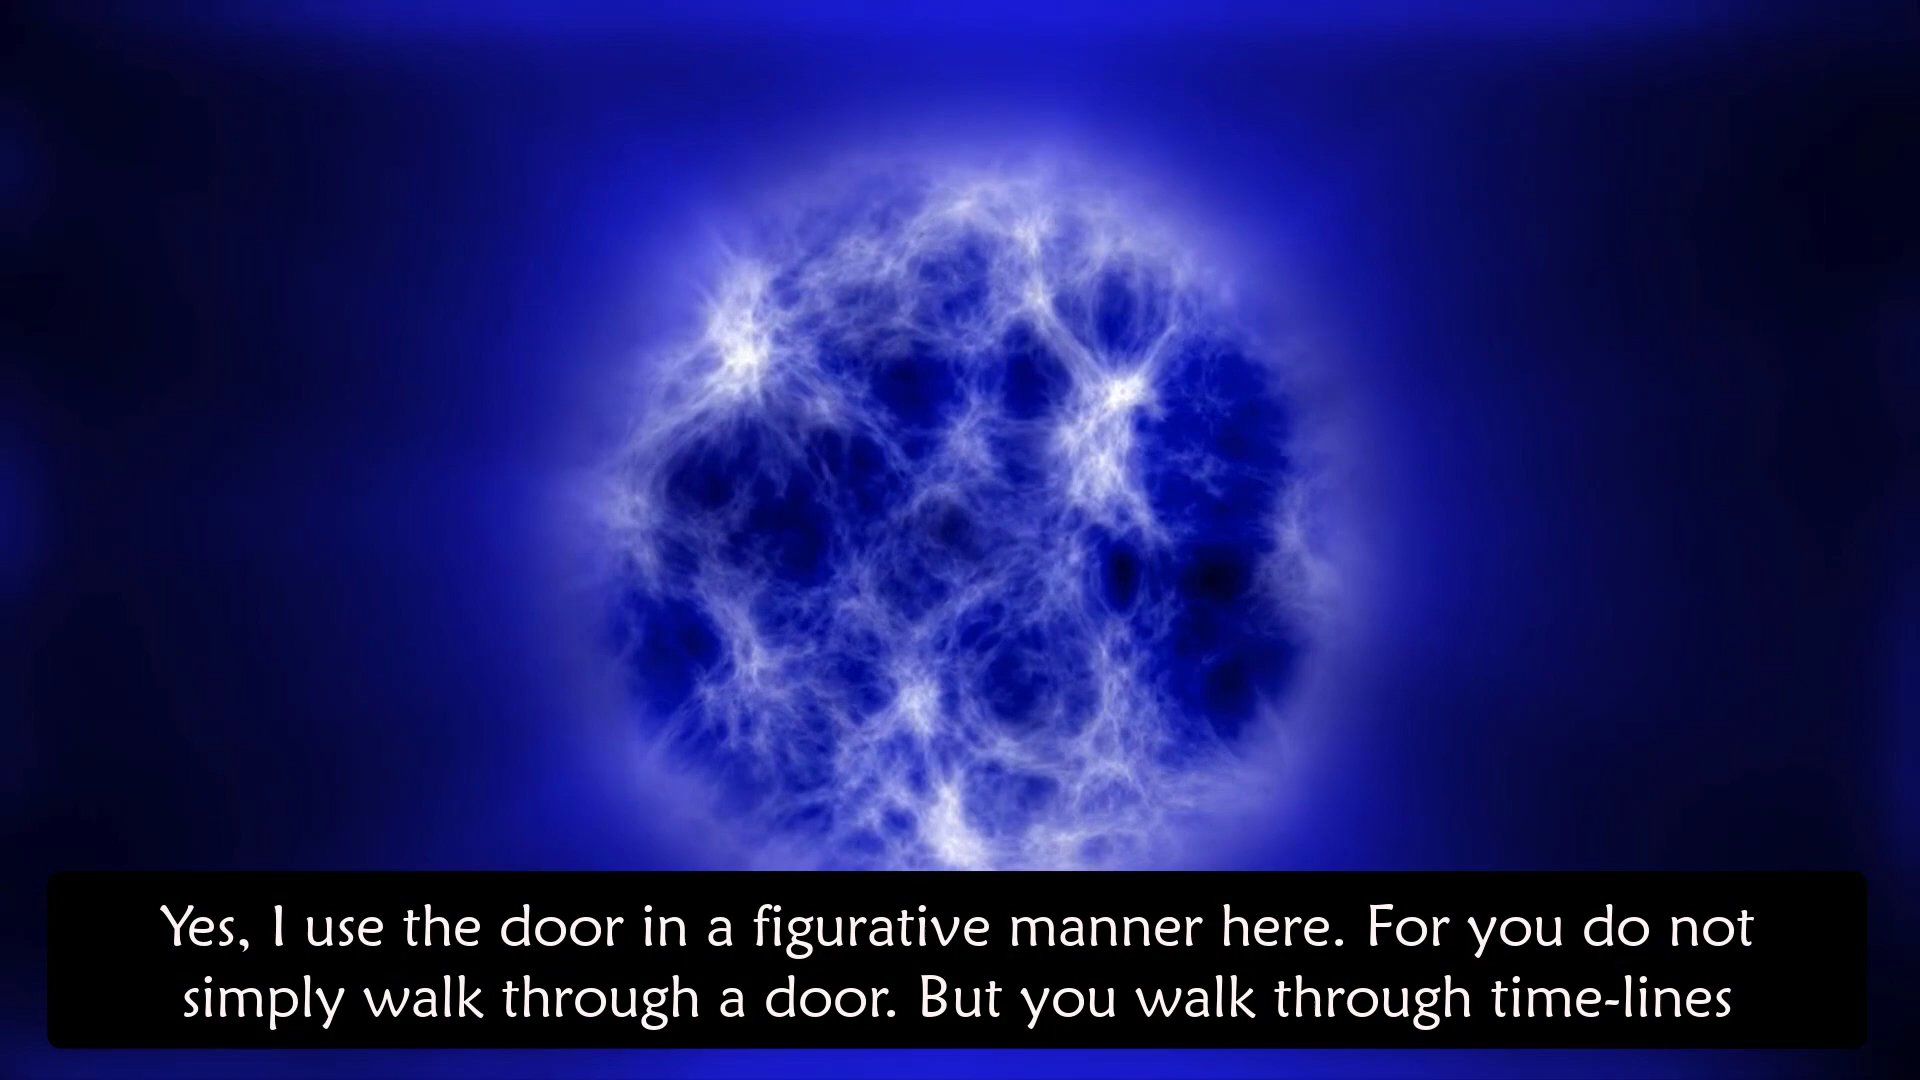 Yes, I use the door in a figurative manner here. For you do not
simply walk through a door. But you walk through time-lines